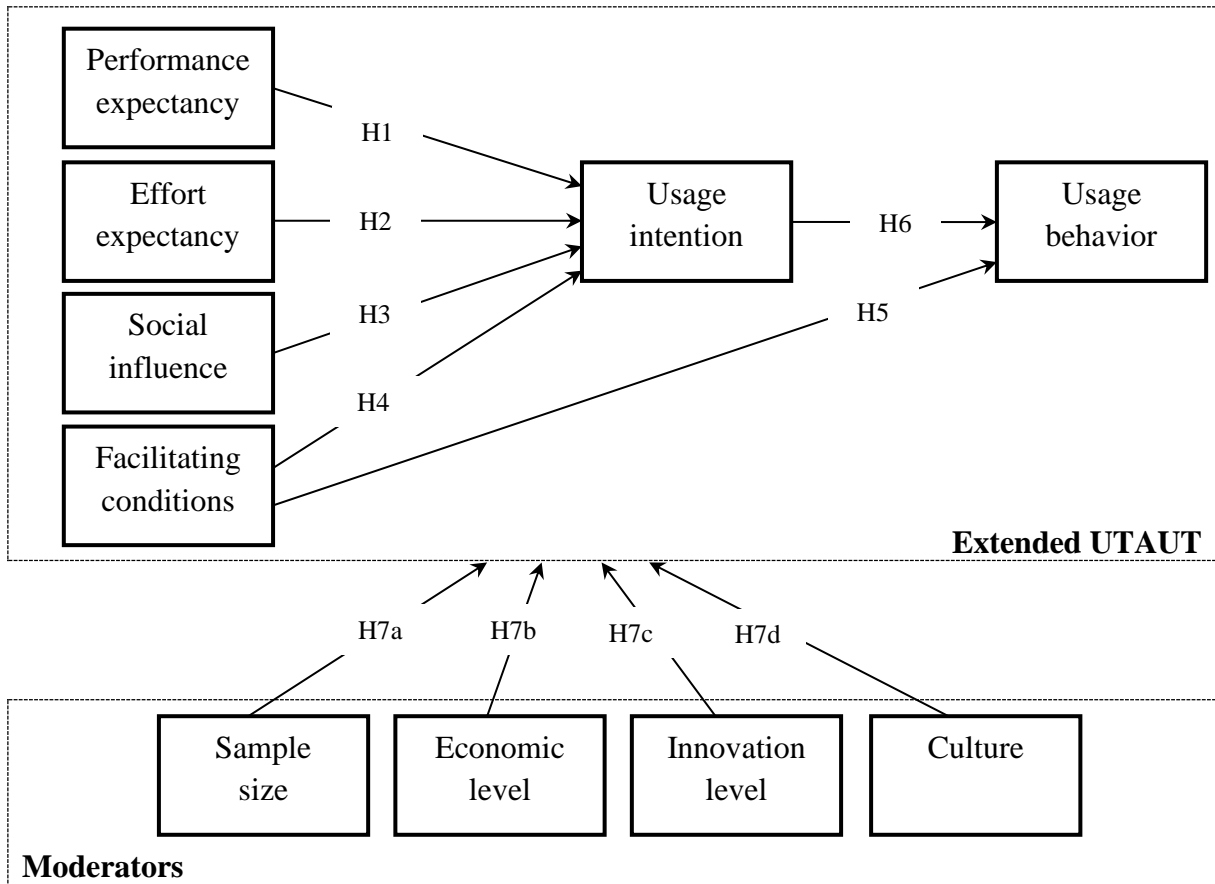 Performance
expectancy
H1
Effort
expectancy
H2
Usage
intention
H6
Usage
behavior
Social
influence
H3
H5
H4
Facilitating
conditions
Extended UTAUT
H7a
H7b
H7c
H7d
Sample
size
Economic
level
Innovation
level
Culture
Moderators